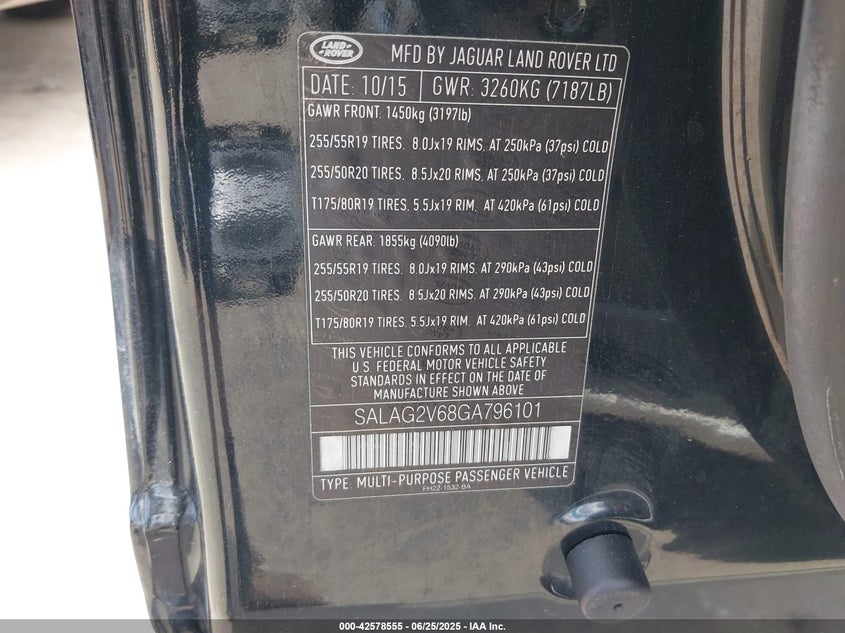 LAND ROVER
MFD BY JAGUAR LAND ROVER LTD
DATE: 10/15 GWR: 3260KG (7187LB)
GAWR FRONT: 1450kg (3197lb)
255/55R19 TIRES. 8.0Jx19 RIMS. AT 250kPa (37psi) COLD
255/50R20 TIRES. 8.5Jx20 RIMS. AT 250kPa (37psi) COLD
T175/80R19 TIRES. 5.5Jx19 RIM. AT 420kPa (61psi) COLD
GAWR REAR: 1855kg (4090lb)
255/55R19 TIRES. 8.0Jx19 RIMS. AT 290kPa (43psi) COLD
255/50R20 TIRES. 8.5Jx20 RIMS. AT 290kPa (43psi) COLD
T175/80R19 TIRES. 5.5Jx19 RIM. AT 420kPa (61psi) COLD
THIS VEHICLE CONFORMS TO ALL APPLICABLE
U.S. FEDERAL MOTOR VEHICLE SAFETY
STANDARDS IN EFFECT ON THE DATE OF
MANUFACTURE SHOWN ABOVE
SALAG2V68GA796101
TYPE: MULTI-PURPOSE PASSENGER VEHICLE
FH22 1532-BA
000-42578555 - 06/25/2025 - IAA Inc.